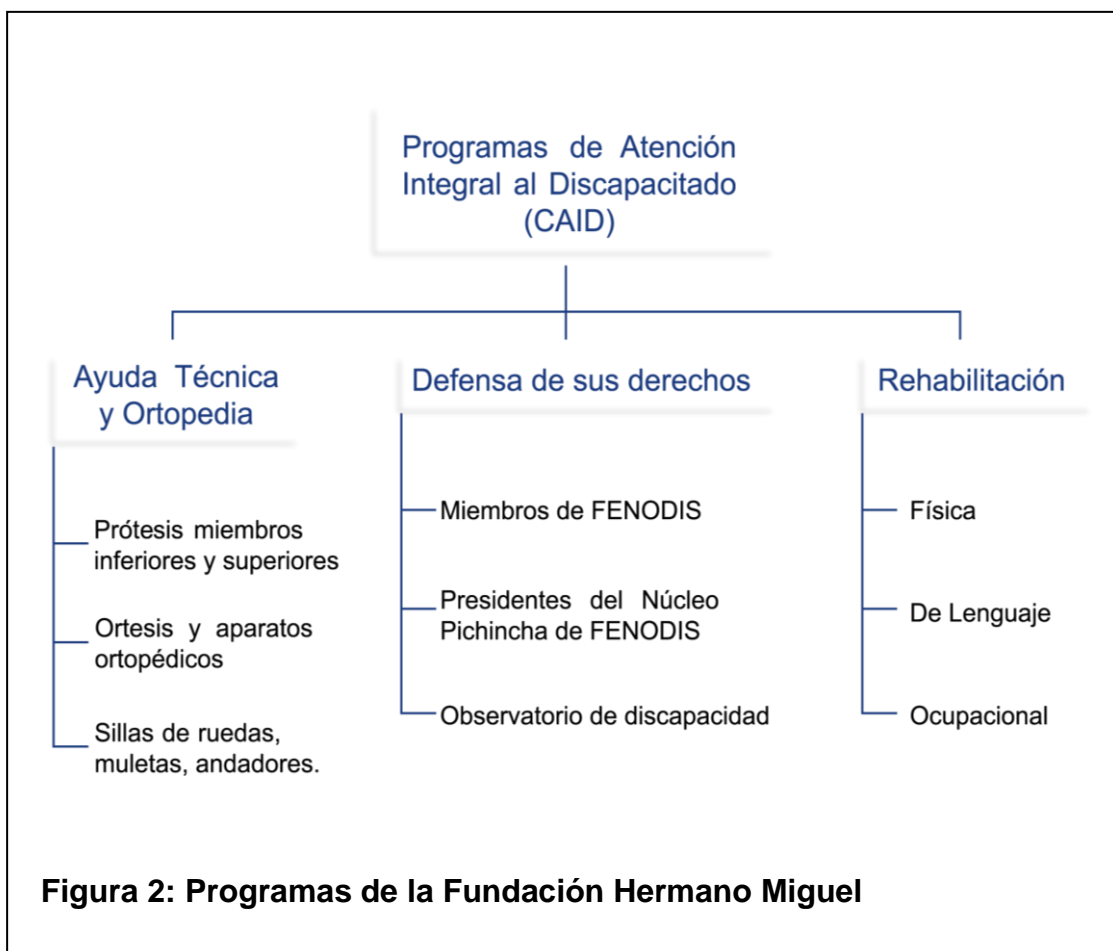 Programas de Atención
Integral al Discapacitado
(CAID)
Ayuda Técnica
y Ortopedia
Prótesis miembros
inferiores y superiores
Ortesis y aparatos
ortopédicos
Sillas de ruedas,
muletas, andadores.
Defensa de sus derechos
Miembros de FENODIS
Presidentes del Núcleo
Pichincha de FENODIS
Observatorio de discapacidad
Rehabilitación
Física
De Lenguaje
Ocupacional
Figura 2: Programas de la Fundación Hermano Miguel